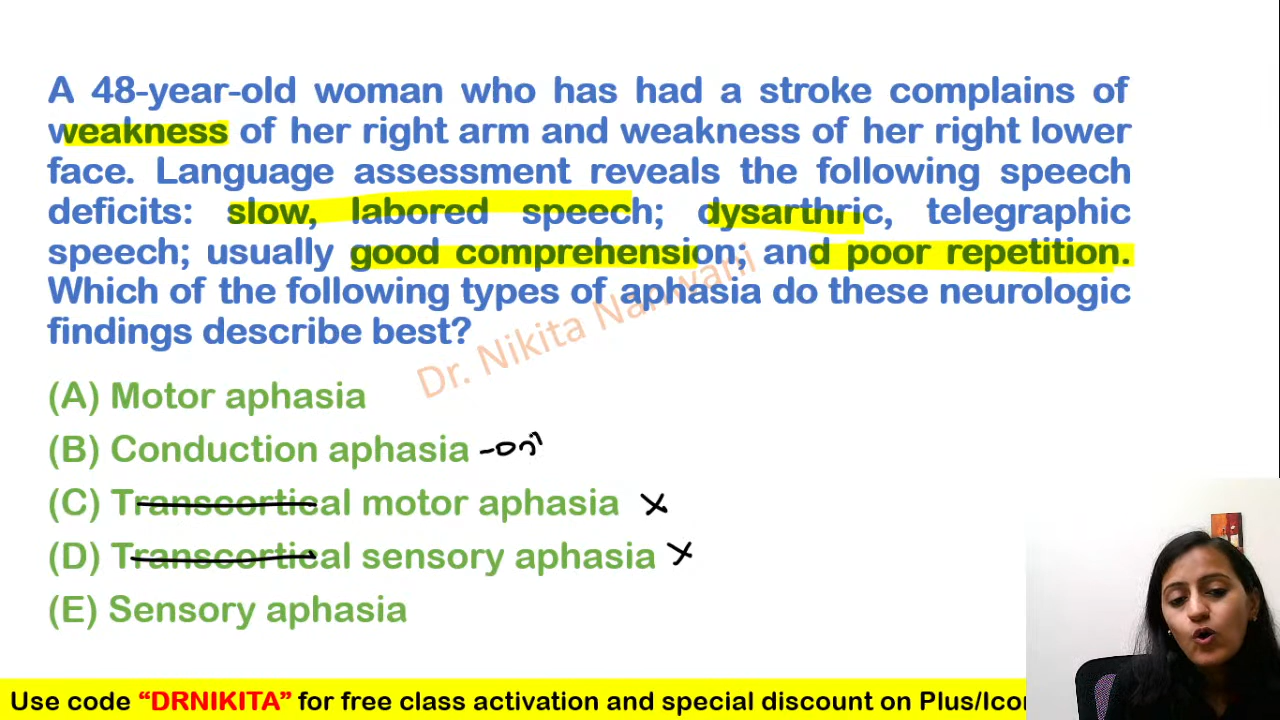 A 48-year-old woman who has had a stroke complains of
weakness of her right arm and weakness of her right lower
face. Language assessment reveals the following speech
deficits: slow, labored speech; dysarthric, telegraphic
speech; usually good comprehension; and poor repetition.
Which of the following types of aphasia do these neurologic
findings describe best?
Dr. Nikita Nanwani
(A) Motor aphasia
(B) Conduction aphasia
(C) Transcortical motor aphasia
(D) Transcortical sensory aphasia
(E) Sensory aphasia
Use code “DRNIKITA” for free class activation and special discount on Plus/Icon